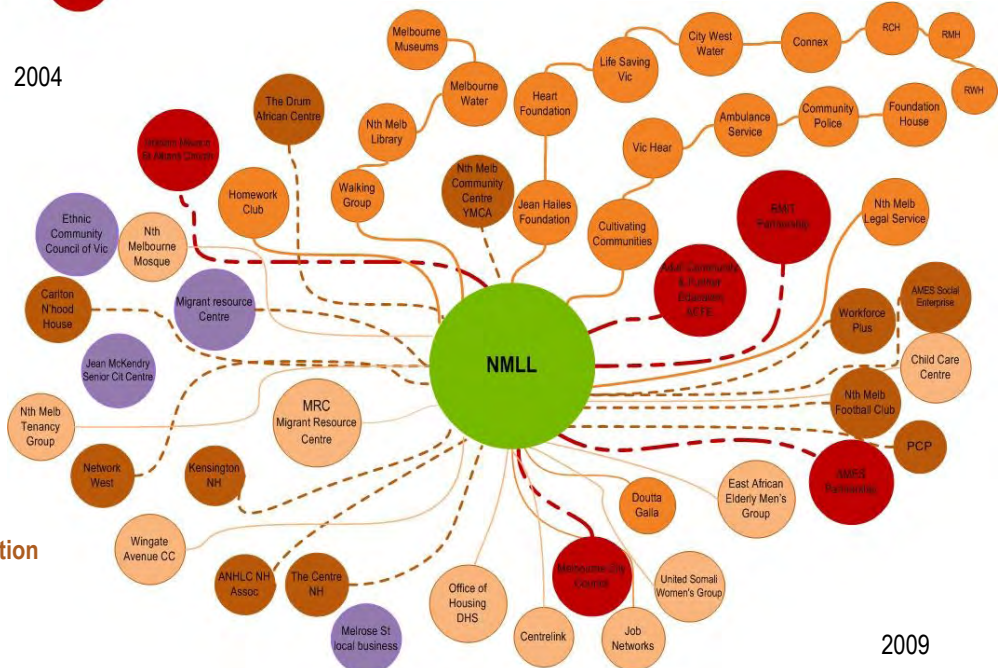 2004
Melbourne
Museums
Melbourne
Water
Nth Melb
Library
Walking
Group
Homework
Club
The Drum
African Centre
St Albans
Ethnic
Community
Council of Vic
Nth
Melbourne
Mosque
Carlton
N'hood
House
Migrant resource
Centre
Jean McKendry
Senior Cit Centre
Nth Melb
Tenancy
Group
MRC
Migrant Resource
Centre
Network
West
Kensington
NH
Wingate
Avenue CC
tion
ANHLC NH
Assoc
The Centre
NH
Melrose St
local business
Nth Melb
Community
Centre
YMCA
Heart
Foundation
Jean Hailes
Foundation
Life Saving
Vic
City West
Water
Connex
RCH
RMH
RWH
Cultivating
Communities
Vic Hear
Ambulance
Service
Community
Police
Foundation
House
NMLL
Adult Community
& Further
Education
ACFE
RMIT
Partnership
Nth Melb
Legal Service
Workforce
Plus
AMES Social
Enterprise
Child Care
Centre
Nth Melb
Football Club
PCP
AMES
Partnership
East African
Elderly Men's
Group
Doutta
Galla
Melbourne City
Council
United Somali
Women's Group
Office of
Housing
DHS
Centrelink
Job
Networks
2009